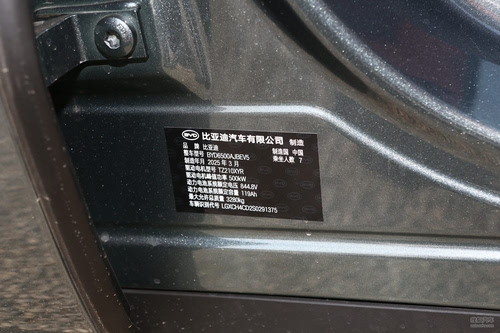 BYD 比亚迪汽车有限公司 制造
品 牌 比亚迪 制造国 中国
整车型号 BYD6500AJBEV5 乘坐人数 7
制造年月 2025 年 3 月
驱动电机型号 TZ210XYR
驱动电机峰值功率 500kW
动力电池系统额定电压 844.8V
动力电池系统额定容量 119Ah
最大允许总质量 3280kg
车辆识别代号 LGXCH4CD2S0291375